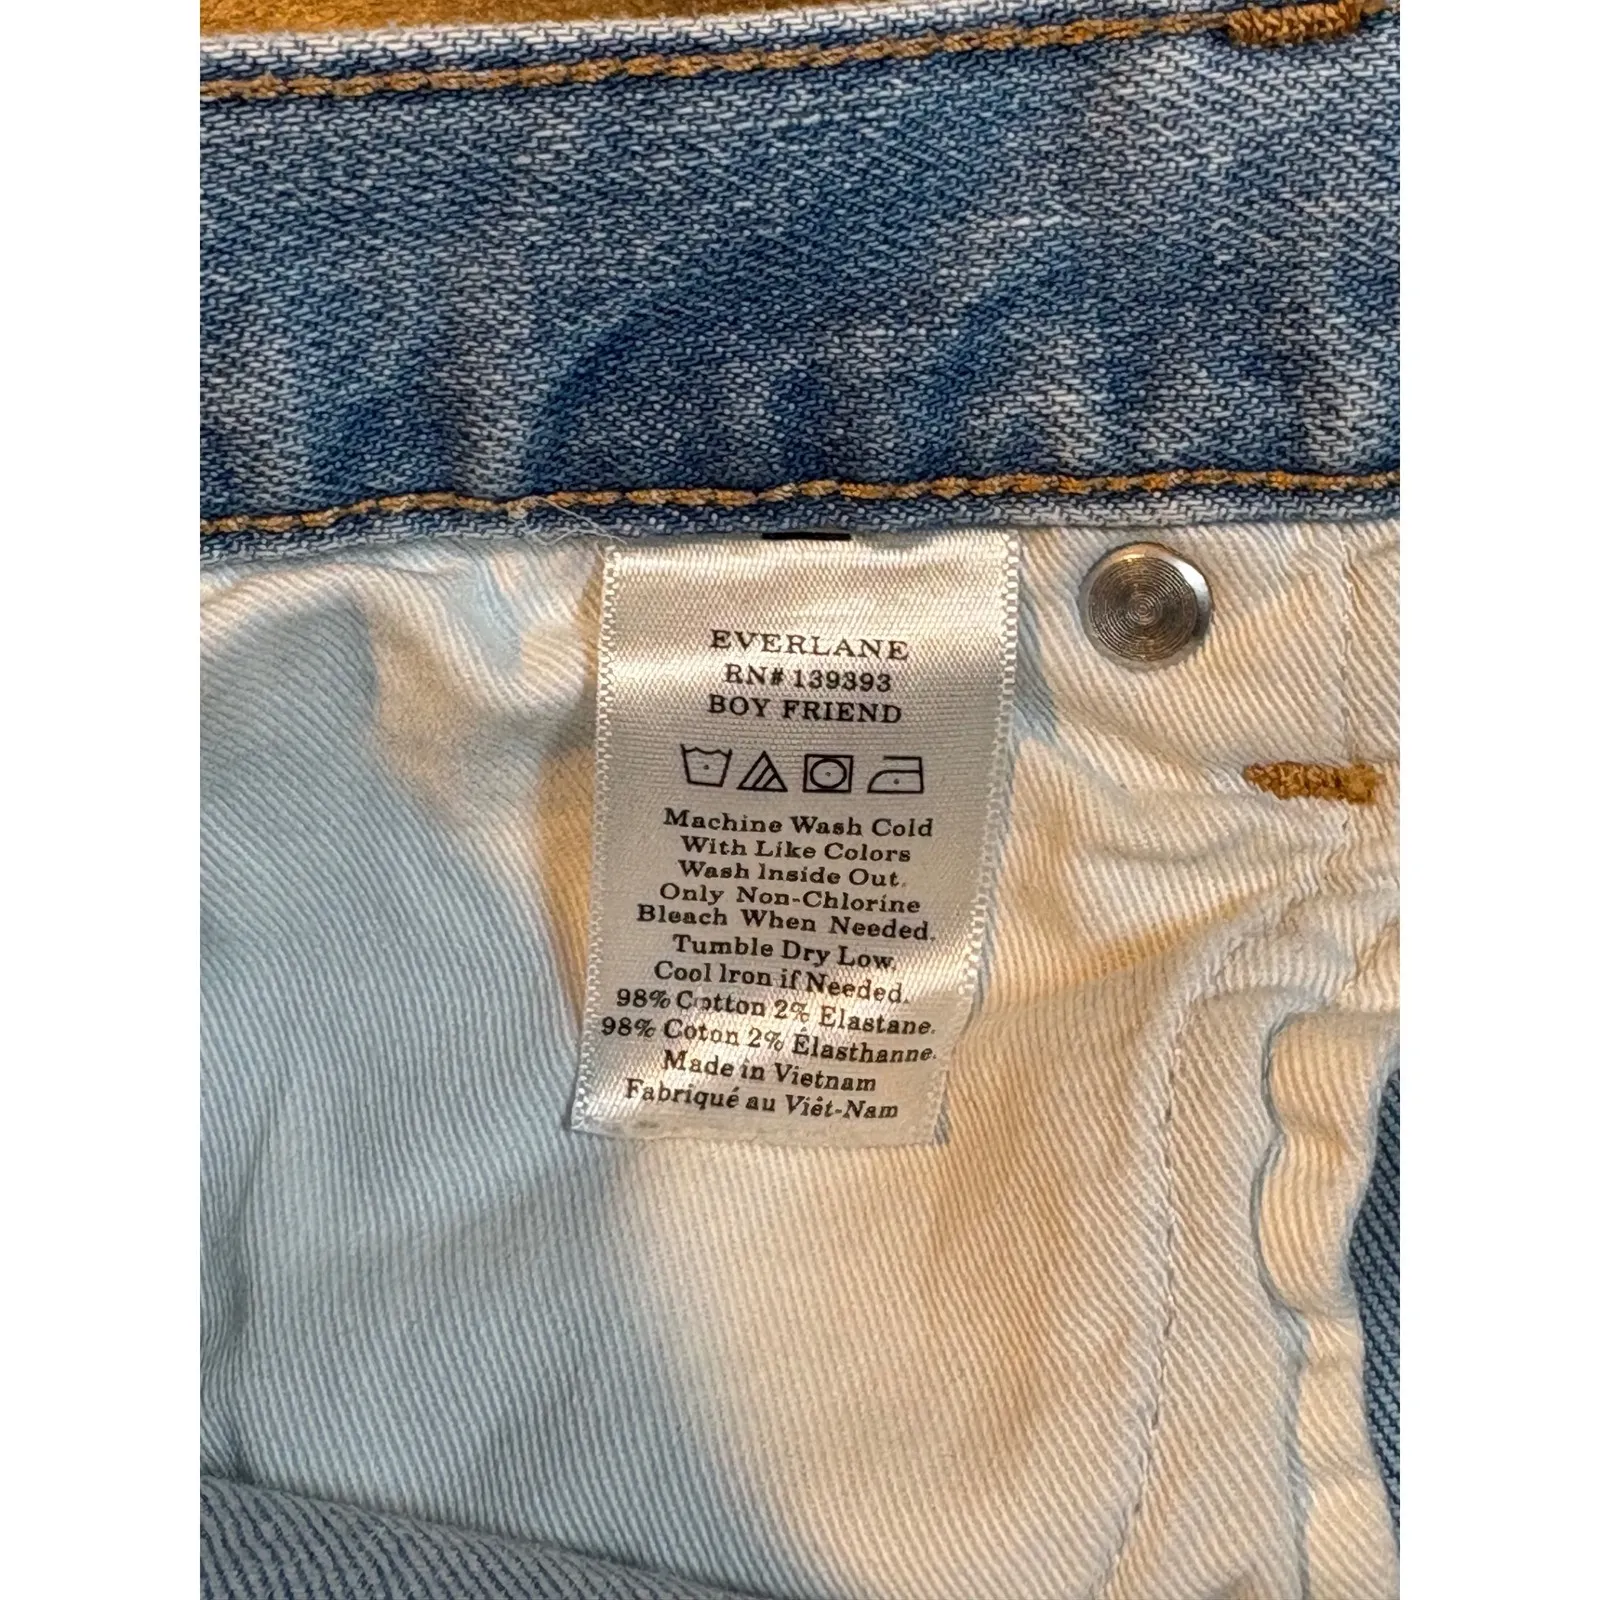 EVERLANE
RN# 139393
BOY FRIEND
Machine Wash Cold
With Like Colors
Wash Inside Out.
Only Non-Chlorine
Bleach When Needed.
Tumble Dry Low.
Cool Iron if Needed.
98% Cotton 2% Elastane.
98% Coton 2% Élasthanne.
Made in Vietnam
Fabriqué au Viêt-Nam